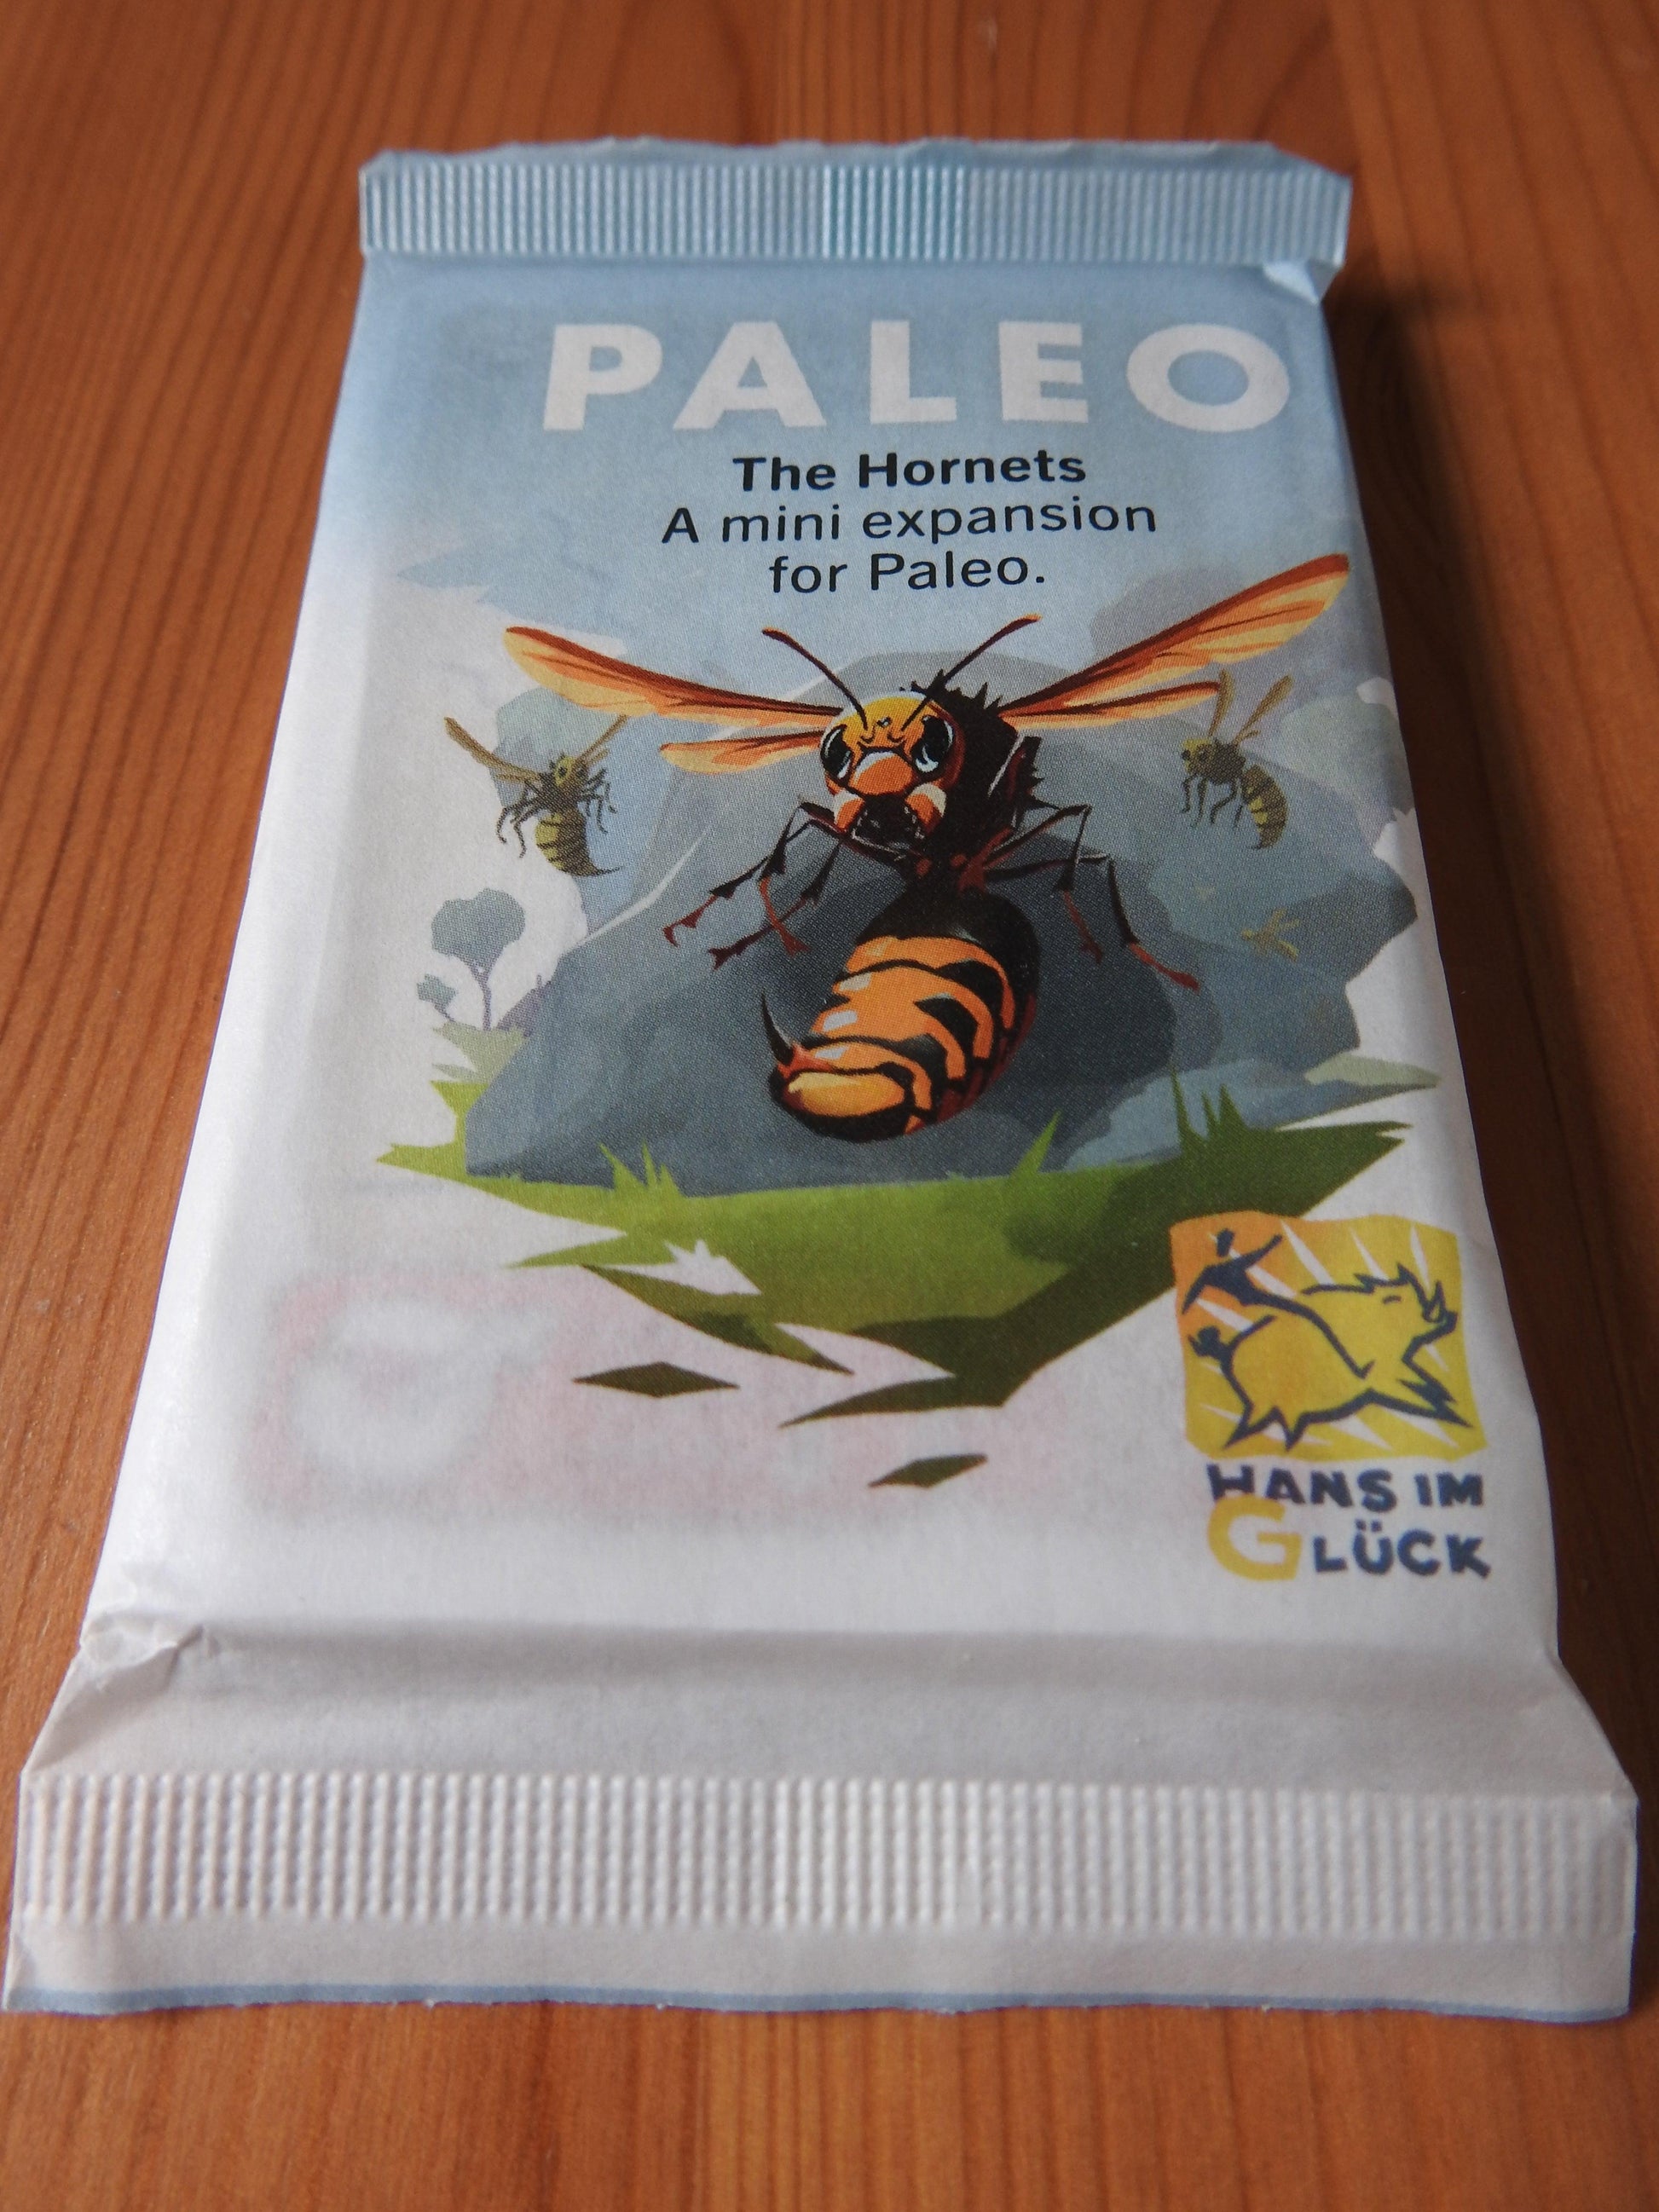 PALEO
The Hornets
A mini expansion
for Paleo.
HANS IM
GLÜCK